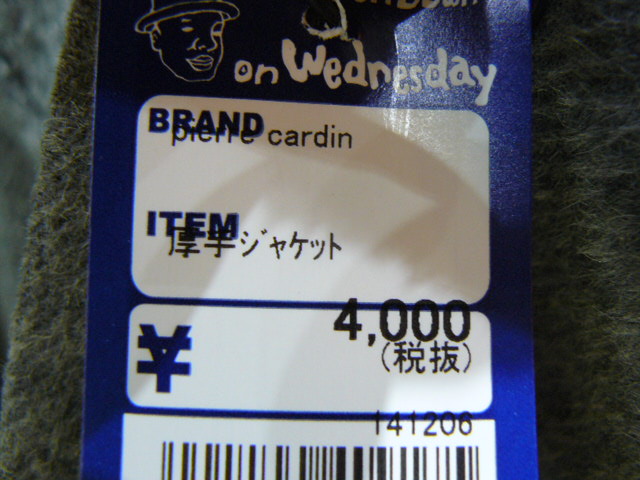 on Wednesday
BRAND
pierre cardin
ITEM
厚手ジャケット
¥
4,000
(税抜)
141206